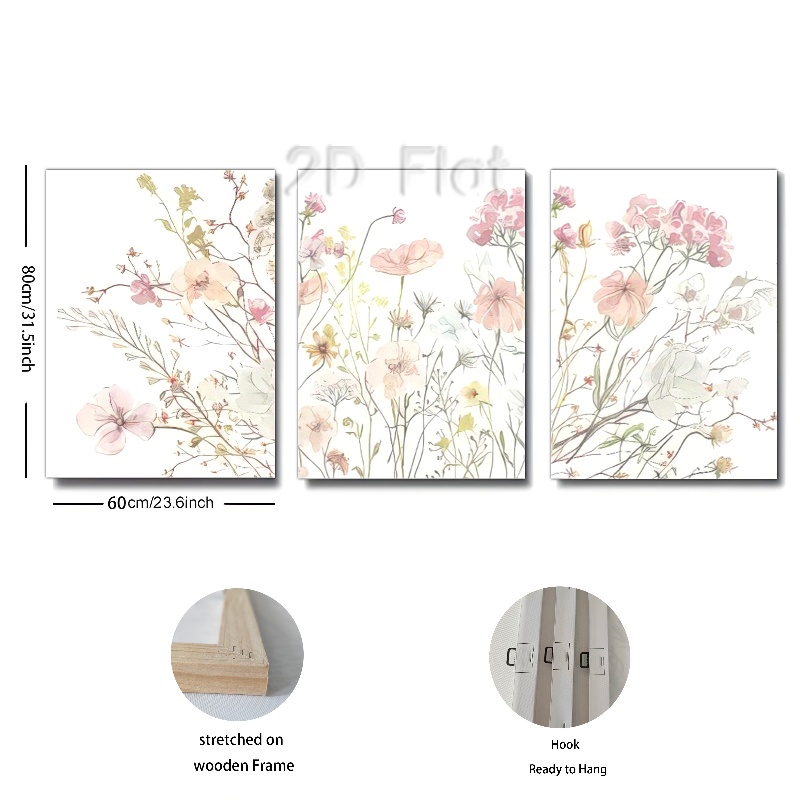 2D Flat
80cm/31.5inch
60cm/23.6inch
stretched on
wooden Frame
Hook
Ready to Hang